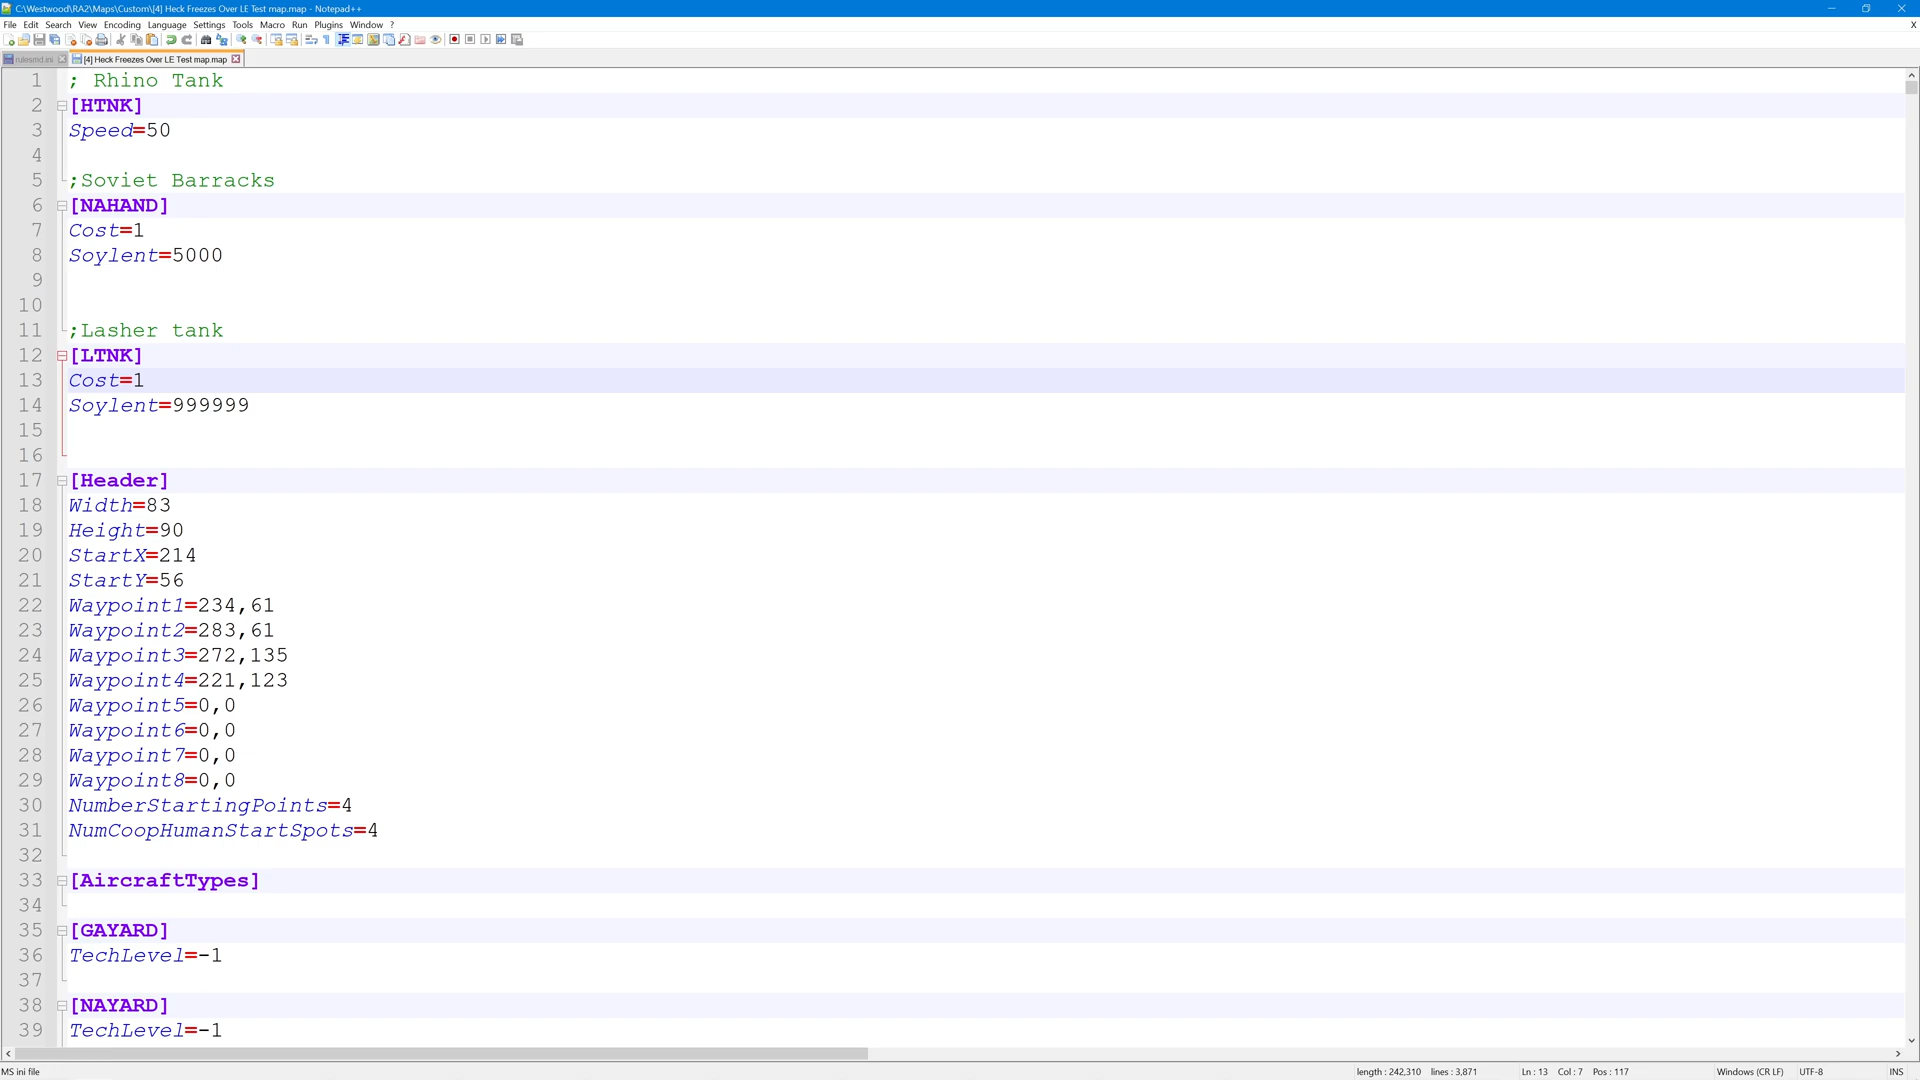 C:\Westwood\RA2\Maps\Custom\[4] Heck Freezes Over LE Test map.map - Notepad++
File Edit Search View Encoding Language Settings Tools Macro Run Plugins Window ?
X
rulesmd.ini
[4] Heck Freezes Over LE Test map.map
1 ; Rhino Tank
2 [HTNK]
3 Speed=50
4
5 ;Soviet Barracks
6 [NAHAND]
7 Cost=1
8 Soylent=5000
9
10
11 ;Lasher tank
12 [LTNK]
13 Cost=1
14 Soylent=999999
15
16
17 [Header]
18 Width=83
19 Height=90
20 StartX=214
21 StartY=56
22 Waypoint1=234,61
23 Waypoint2=283,61
24 Waypoint3=272,135
25 Waypoint4=221,123
26 Waypoint5=0,0
27 Waypoint6=0,0
28 Waypoint7=0,0
29 Waypoint8=0,0
30 NumberStartingPoints=4
31 NumCoopHumanStartSpots=4
32
33 [AircraftTypes]
34
35 [GAYARD]
36 TechLevel=-1
37
38 [NAYARD]
39 TechLevel=-1
MS ini file length : 242,310 lines : 3,871 Ln : 13 Col : 7 Pos : 117 Windows (CR LF) UTF-8 INS